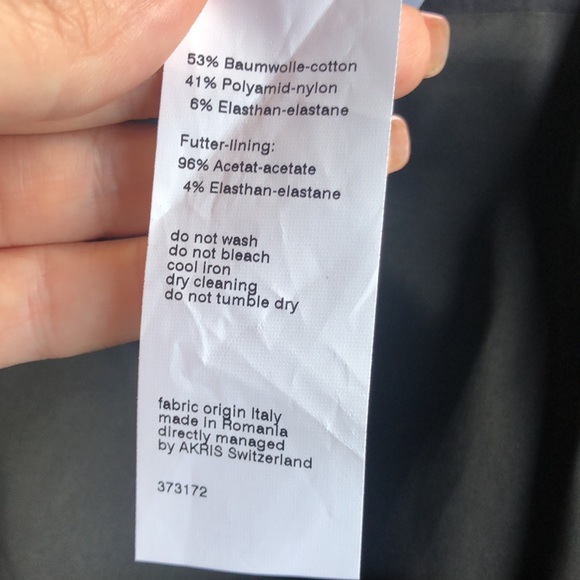 53% Baumwolle-cotton
41% Polyamid-nylon
6% Elasthan-elastane
Futter-lining:
96% Acetat-acetate
4% Elasthan-elastane
do not wash
do not bleach
cool iron
dry cleaning
do not tumble dry
fabric origin Italy
made in Romania
directly managed
by AKRIS Switzerland
373172